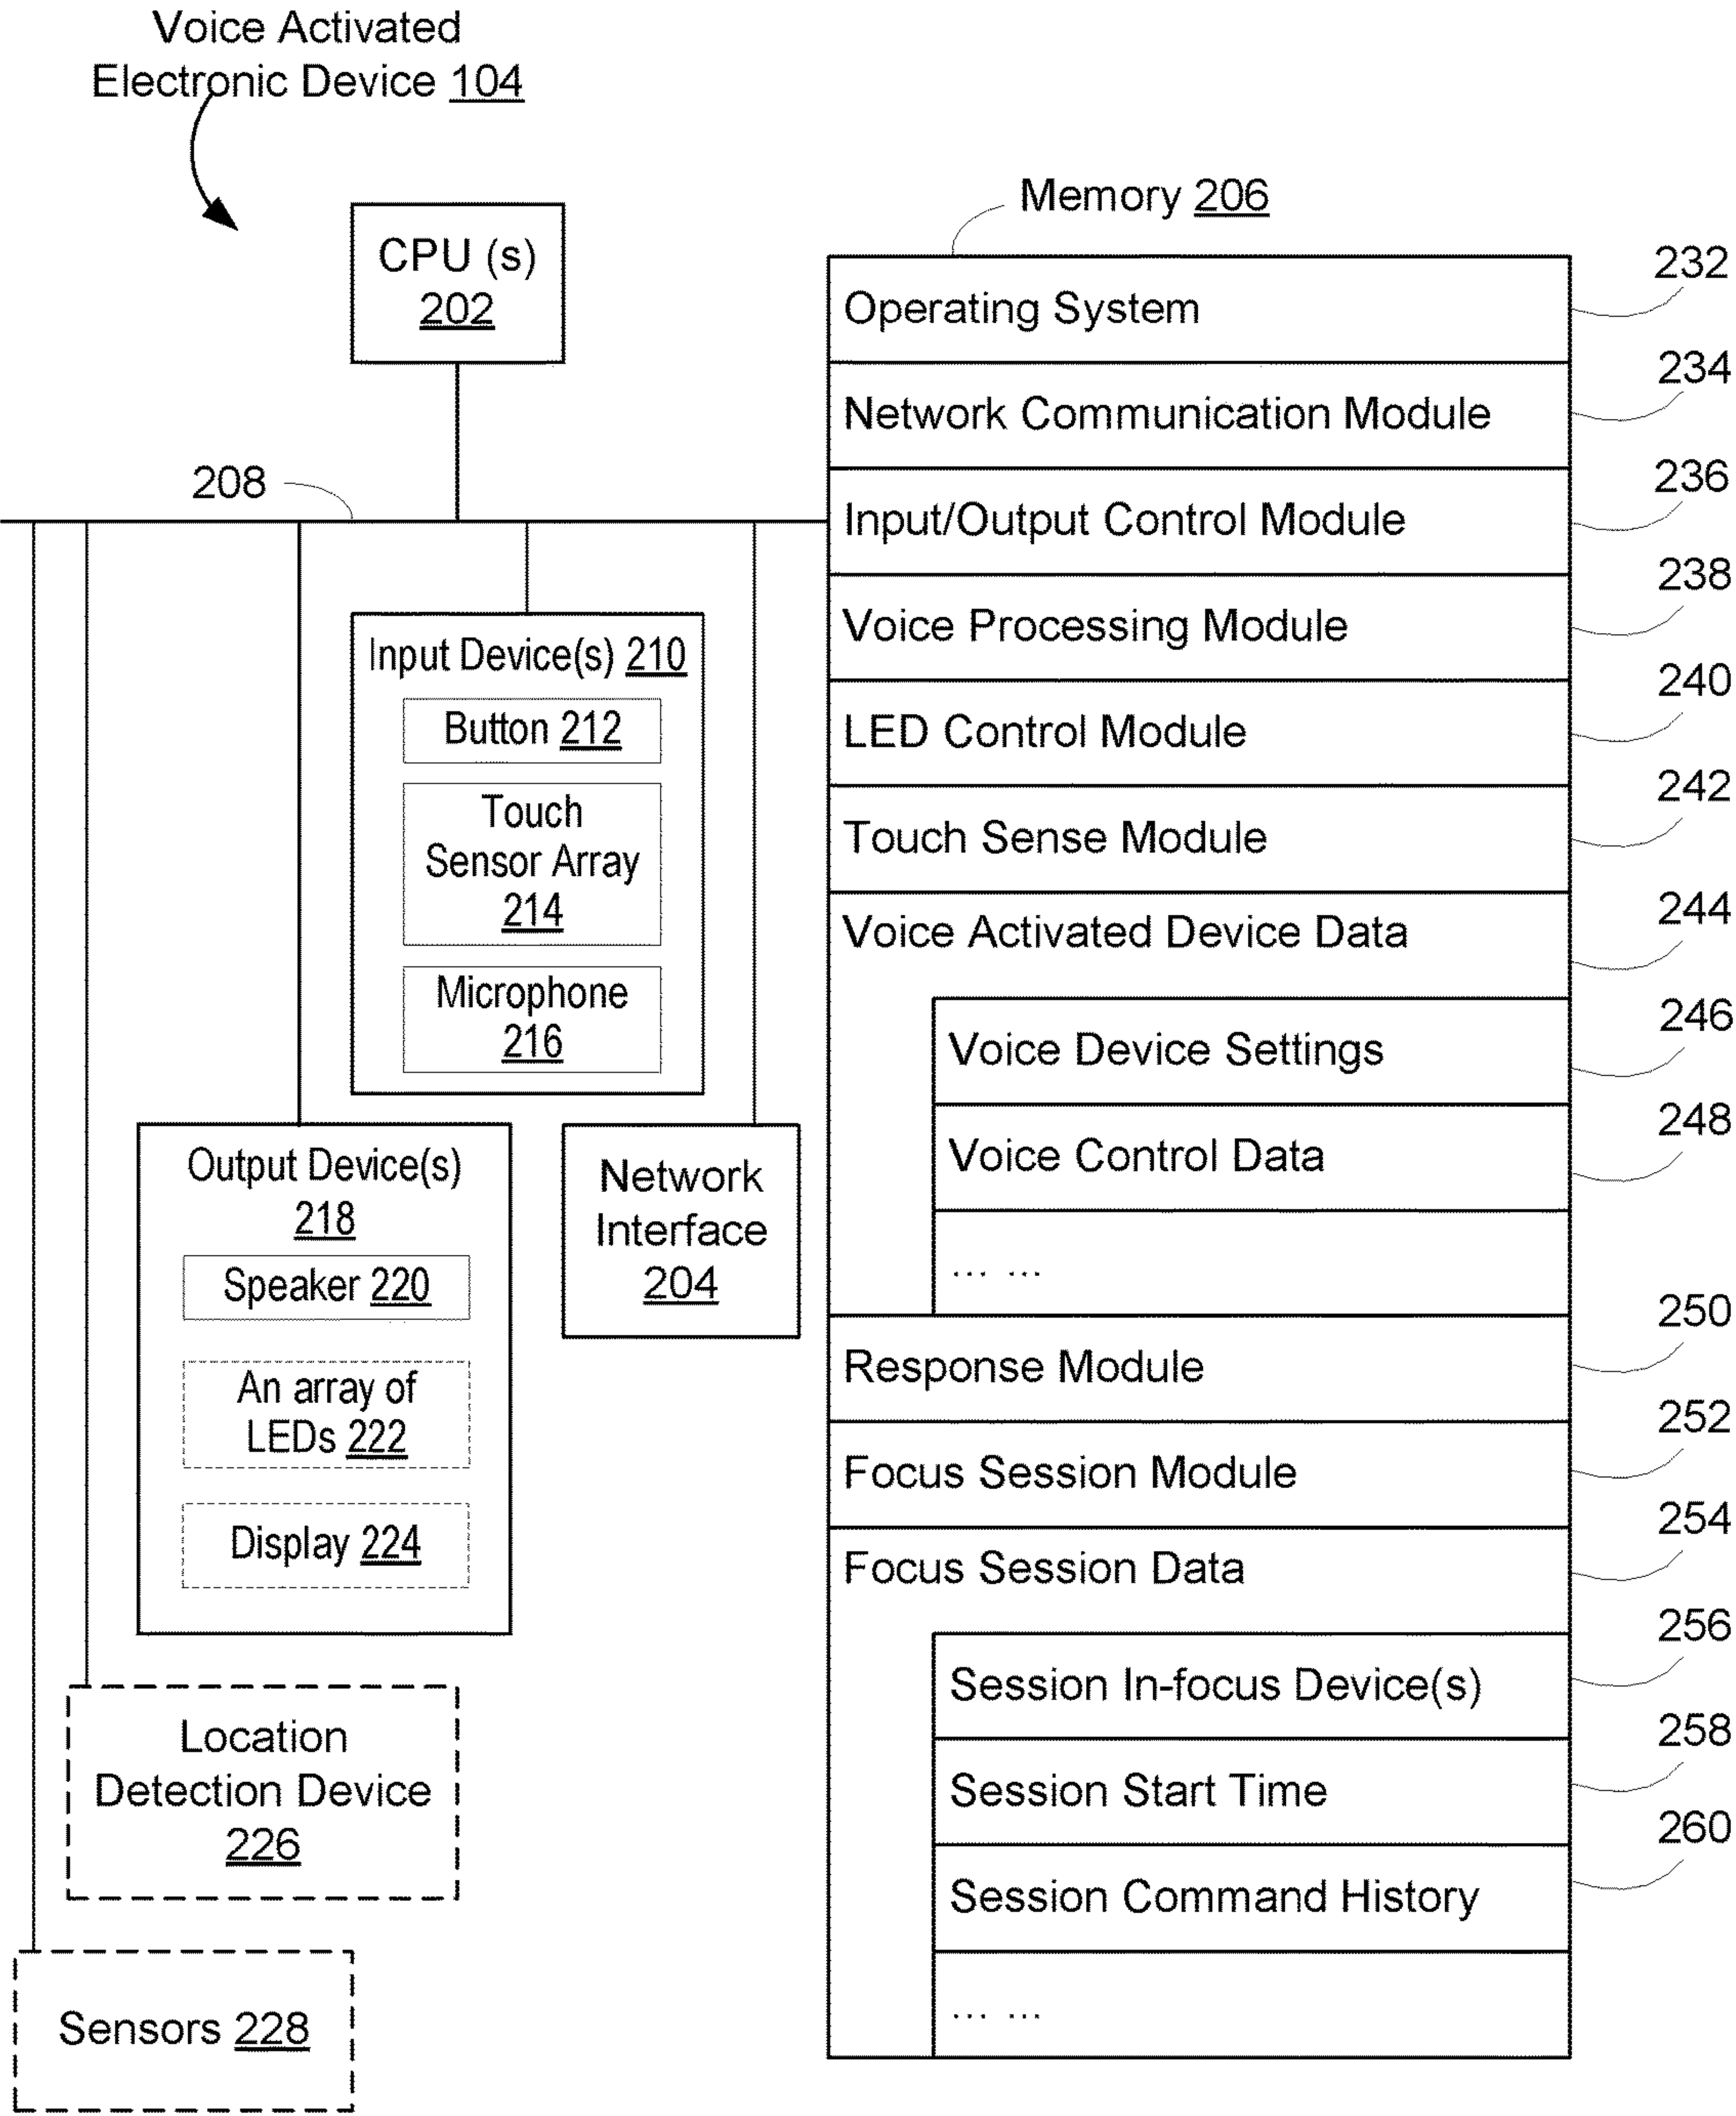 Voice Activated
Electronic Device 104
CPU (s)
202
208
Input Device(s) 210
Button 212
Touch
Sensor Array
214
Microphone
216
Output Device(s)
218
Speaker 220
An array of
LEDs 222
Display 224
Network
Interface
204
Location
Detection Device
226
Sensors 228
Memory 206
Operating System
232
Network Communication Module
234
Input/Output Control Module
236
Voice Processing Module
238
LED Control Module
240
Touch Sense Module
242
Voice Activated Device Data
244
Voice Device Settings
246
Voice Control Data
248
... ...
Response Module
250
Focus Session Module
252
Focus Session Data
254
Session In-focus Device(s)
256
Session Start Time
258
Session Command History
260
... ...